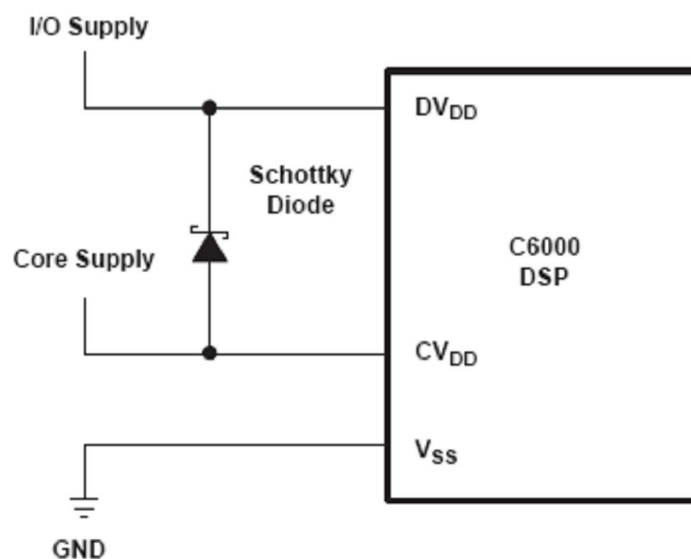 I/O Supply
DVDD
Schottky
Diode
C6000
DSP
Core Supply
CVDD
VSS
GND